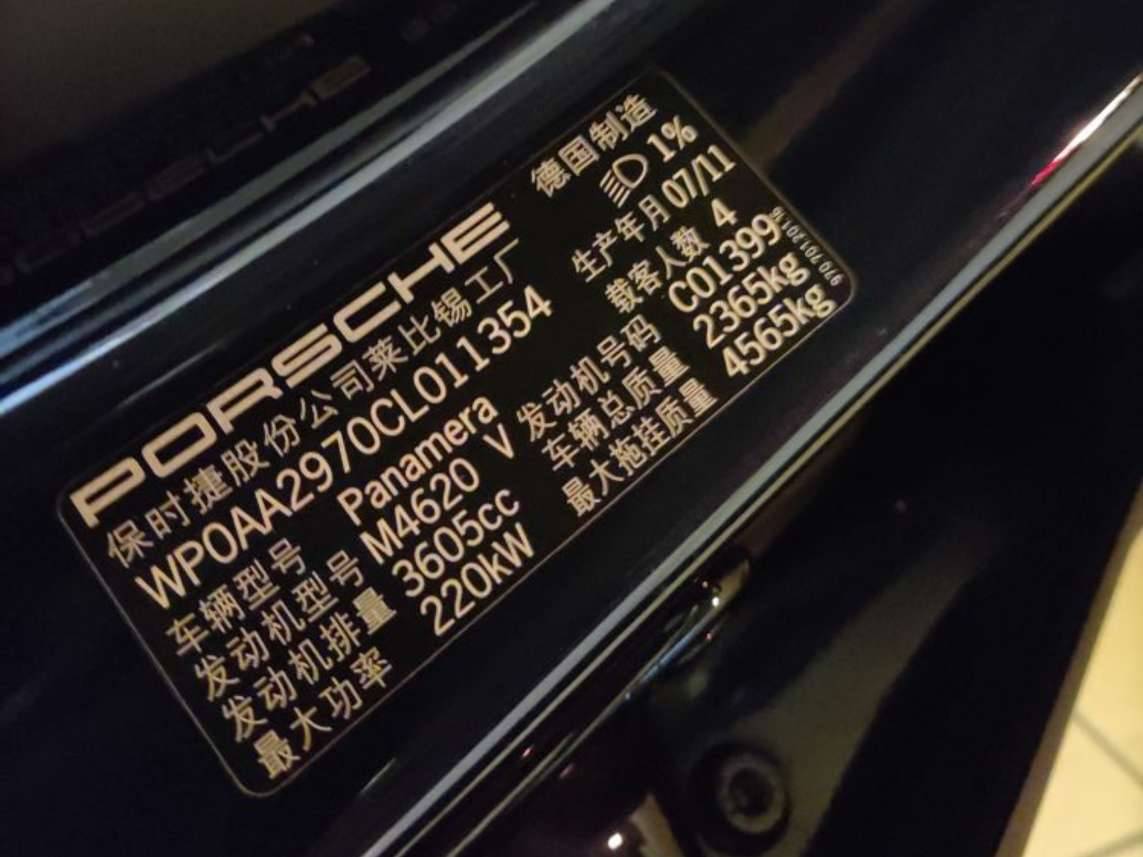 PORSCHE
德国制造
保时捷股份公司莱比锡工厂
1%
WP0AA2970CL011354
生产年月 07/11
车辆型号 Panamera
载客人数 4
发动机型号 M4620 V
发动机号码 C01399
发动机排量 3605cc
车辆总质量 2365kg
最大功率 220kW
最大拖挂质量 4565kg